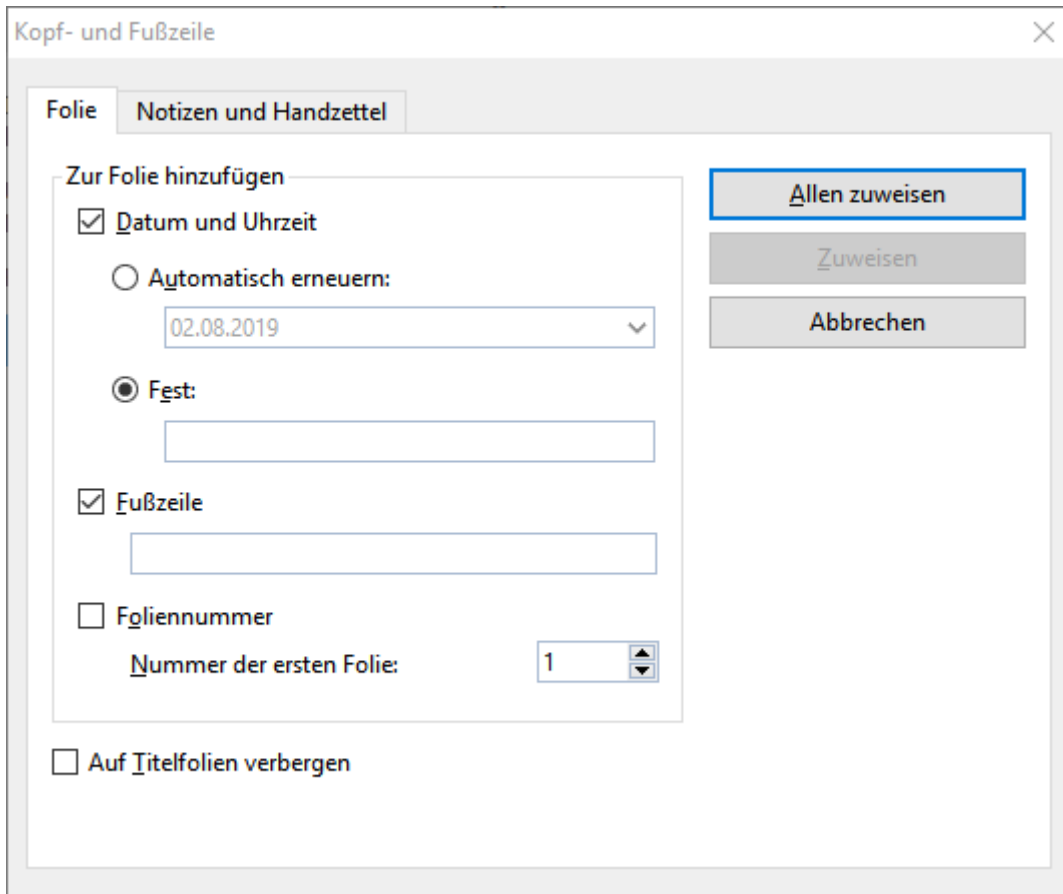 Kopf- und Fußzeile
Folie
Notizen und Handzettel
Zur Folie hinzufügen
Datum und Uhrzeit
Automatisch erneuern:
02.08.2019
Fest:
Fußzeile
Foliennummer
Nummer der ersten Folie: 1
Auf Titelfolien verbergen
Allen zuweisen
Zuweisen
Abbrechen